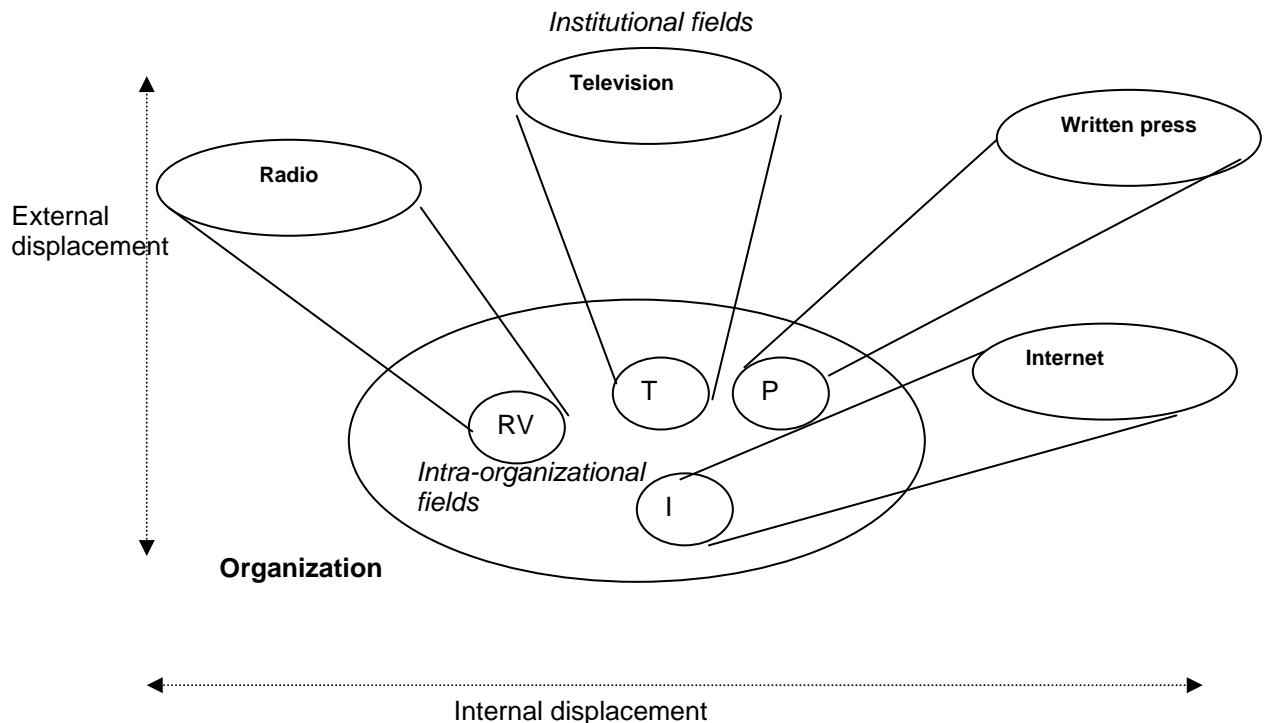 Institutional fields
Television
Written press
Radio
External
displacement
Internet
T
P
RV
Intra-organizational
fields
I
Organization
Internal displacement